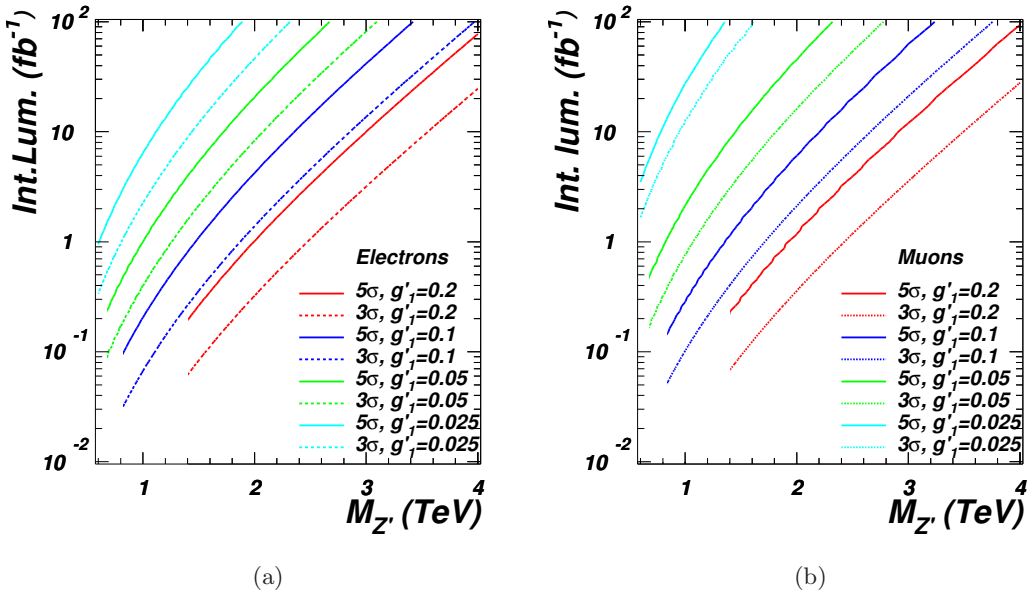 Int.Lum. (fb⁻¹)
10²
10
1
10⁻¹
10⁻²
Electrons
5σ, g'₁=0.2
3σ, g'₁=0.2
5σ, g'₁=0.1
3σ, g'₁=0.1
5σ, g'₁=0.05
3σ, g'₁=0.05
5σ, g'₁=0.025
3σ, g'₁=0.025
1 2 3 4
M_Z' (TeV)
(a)
Int. lum. (fb⁻¹)
10²
10
1
10⁻¹
10⁻²
Muons
5σ, g'₁=0.2
3σ, g'₁=0.2
5σ, g'₁=0.1
3σ, g'₁=0.1
5σ, g'₁=0.05
3σ, g'₁=0.05
5σ, g'₁=0.025
3σ, g'₁=0.025
1 2 3 4
M_Z' (TeV)
(b)